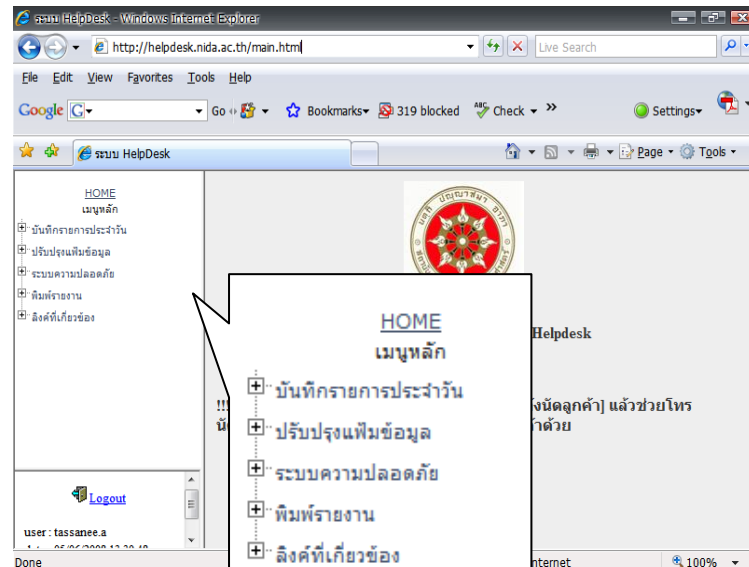 ระบบ HelpDesk - Windows Internet Explorer
http://helpdesk.nida.ac.th/main.htm
Live Search
File Edit View Favorites Tools Help
Google G Go Bookmarks 319 blocked ABC Check » Settings
ระบบ HelpDesk
Page Tools
HOME
เมนูหลัก
บันทึกรายการประจำวัน
ปรับปรุงแฟ้มข้อมูล
ระบบความปลอดภัย
พิมพ์รายงาน
ลิงค์ที่เกี่ยวข้อง
Helpdesk
!!! นัดลูกค้า] แล้วช่วยโทร
ด้วย
HOME
เมนูหลัก
บันทึกรายการประจำวัน
ปรับปรุงแฟ้มข้อมูล
ระบบความปลอดภัย
พิมพ์รายงาน
ลิงค์ที่เกี่ยวข้อง
Logout
user : tassanee.a
Done
100%